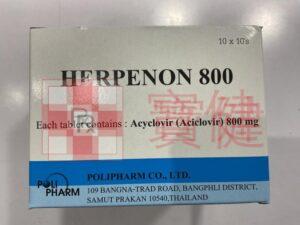 10 x 10's
HERPENON 800
Each tablet contains : Acyclovir (Aciclovir) 800 mg
寶健
POLIPHARM CO., LTD.
109 BANGNA-TRAD ROAD, BANGPHLI DISTRICT,
SAMUT PRAKAN 10540, THAILAND
POLI
PHARM